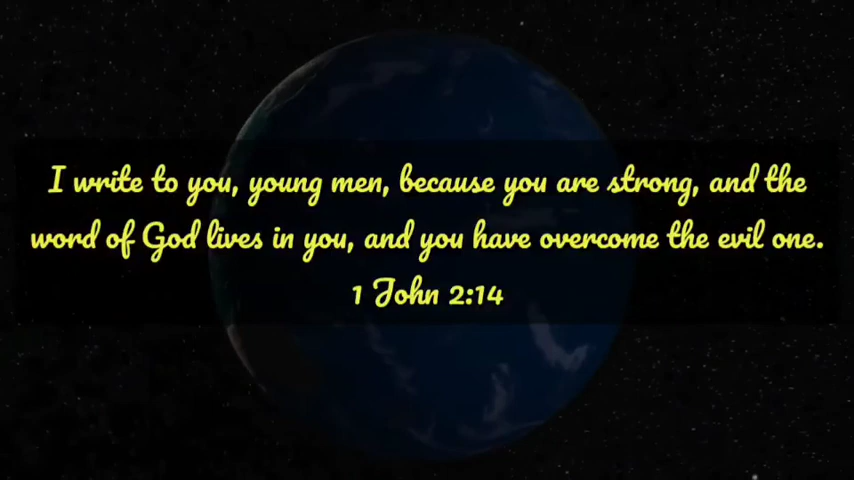 I write to you, young men, because you are strong, and the
word of God lives in you, and you have overcome the evil one.
1 John 2:14